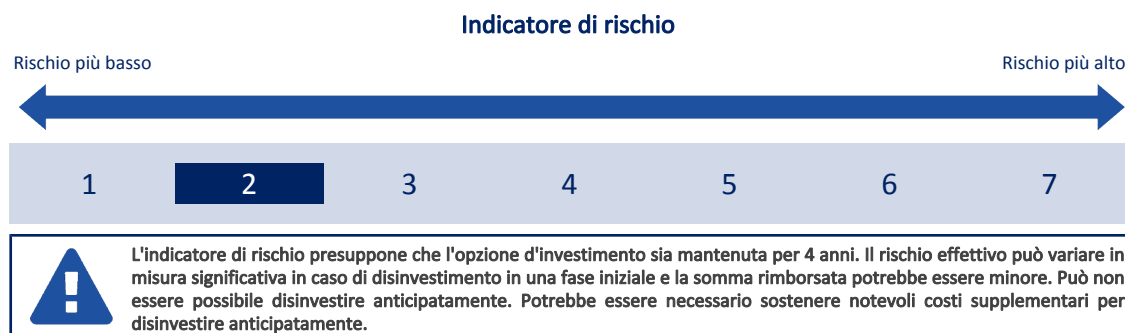 Indicatore di rischio
Rischio più basso
Rischio più alto
1 2 3 4 5 6 7
L'indicatore di rischio presuppone che l'opzione d'investimento sia mantenuta per 4 anni. Il rischio effettivo può variare in
misura significativa in caso di disinvestimento in una fase iniziale e la somma rimborsata potrebbe essere minore. Può non
essere possibile disinvestire anticipatamente. Potrebbe essere necessario sostenere notevoli costi supplementari per
disinvestire anticipatamente.